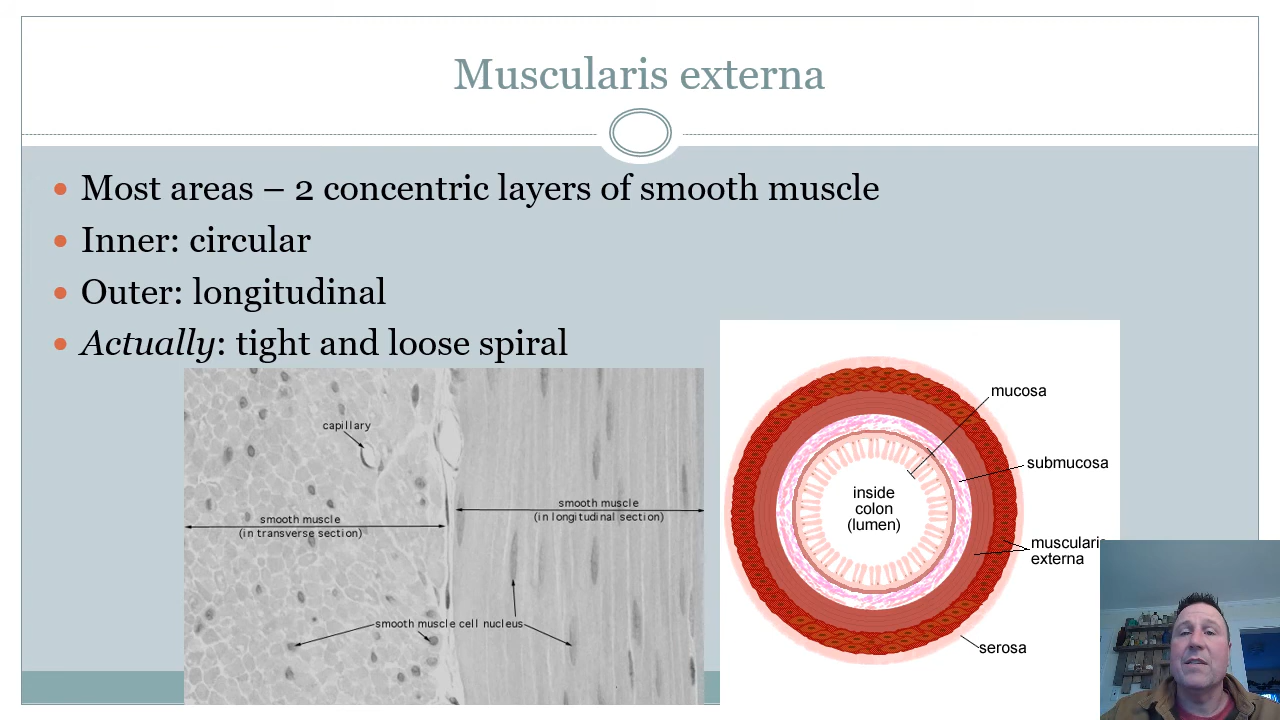 Muscularis externa
Most areas – 2 concentric layers of smooth muscle
Inner: circular
Outer: longitudinal
Actually: tight and loose spiral
capillary
smooth muscle
(in transverse section)
smooth muscle
(in longitudinal section)
smooth muscle cell nucleus
mucosa
submucosa
inside
colon
(lumen)
muscularis
externa
serosa